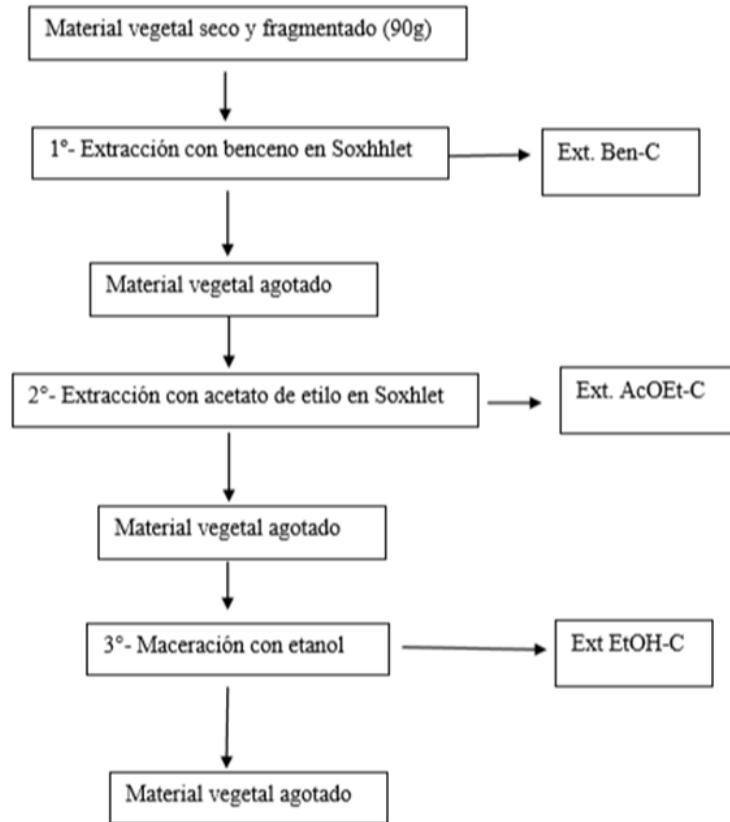 Material vegetal seco y fragmentado (90g)
1°- Extracción con benceno en Soxhhlet
Ext. Ben-C
Material vegetal agotado
2°- Extracción con acetato de etilo en Soxhlet
Ext. AcOEt-C
Material vegetal agotado
3°- Maceración con etanol
Ext EtOH-C
Material vegetal agotado